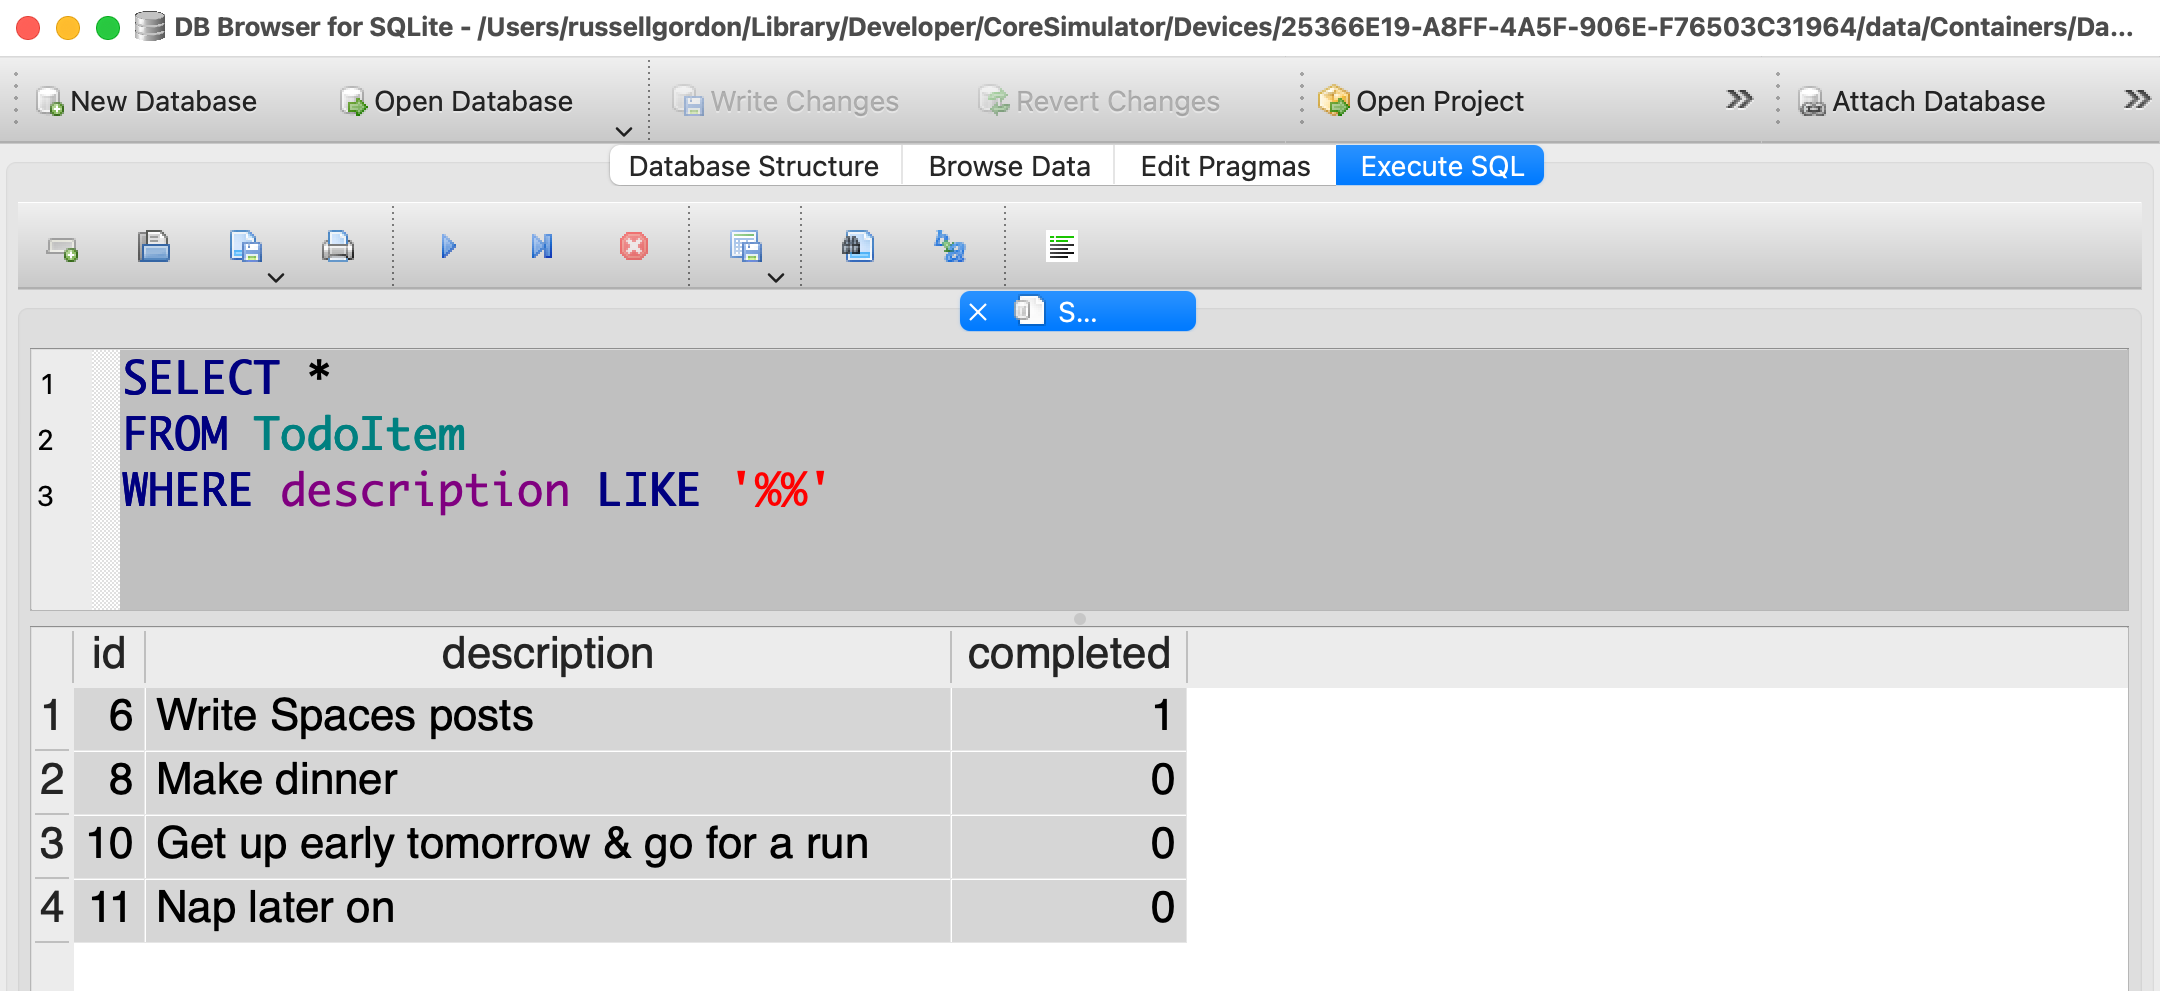 DB Browser for SQLite - /Users/russellgordon/Library/Developer/CoreSimulator/Devices/25366E19-A8FF-4A5F-906E-F76503C31964/data/Containers/Da...
New Database Open Database Write Changes Revert Changes Open Project Attach Database
Database Structure Browse Data Edit Pragmas Execute SQL
S...
1 SELECT *
2 FROM TodoItem
3 WHERE description LIKE '%%'
id description completed
1 6 Write Spaces posts 1
2 8 Make dinner 0
3 10 Get up early tomorrow & go for a run 0
4 11 Nap later on 0